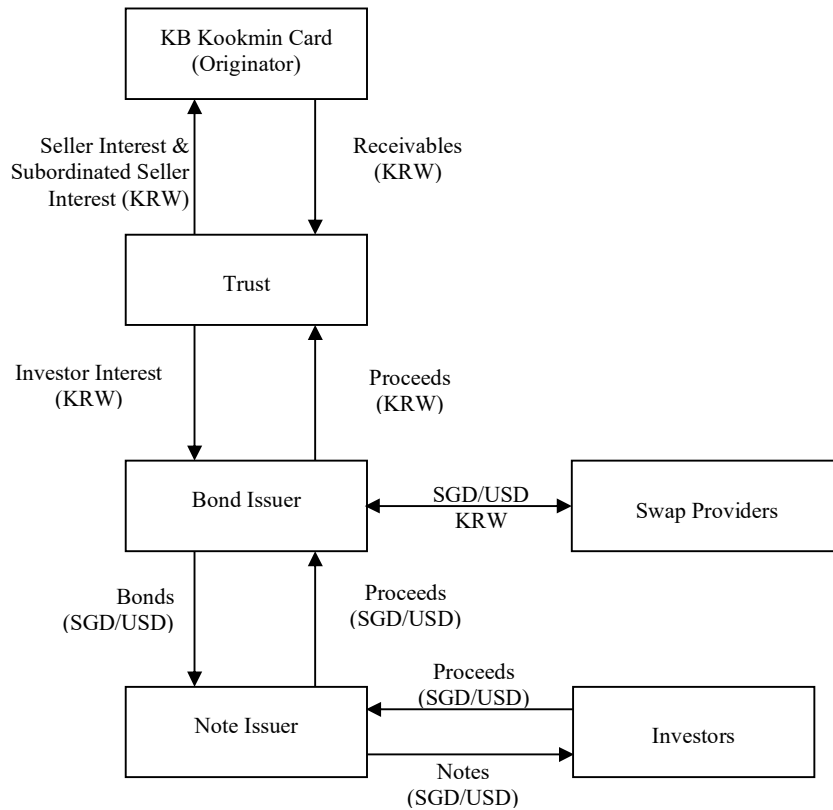 KB Kookmin Card
(Originator)
Seller Interest &
Subordinated Seller
Interest (KRW)
Receivables
(KRW)
Trust
Investor Interest
(KRW)
Proceeds
(KRW)
Bond Issuer
SGD/USD
KRW
Swap Providers
Bonds
(SGD/USD)
Proceeds
(SGD/USD)
Proceeds
(SGD/USD)
Note Issuer
Investors
Notes
(SGD/USD)